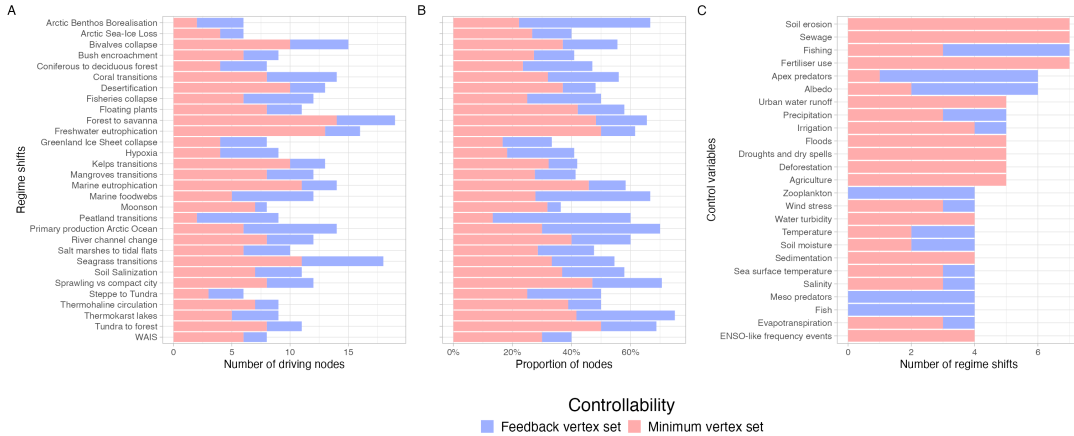 A
Arctic Benthos Borealisation
Arctic Sea-Ice Loss
Bivalves collapse
Bush encroachment
Coniferous to deciduous forest
Coral transitions
Desertification
Fisheries collapse
Floating plants
Forest to savanna
Freshwater eutrophication
Greenland Ice Sheet collapse
Hypoxia
Kelps transitions
Mangroves transitions
Marine eutrophication
Marine foodwebs
Moonson
Peatland transitions
Primary production Arctic Ocean
River channel change
Salt marshes to tidal flats
Seagrass transitions
Soil Salinization
Sprawling vs compact city
Steppe to Tundra
Thermohaline circulation
Thermokarst lakes
Tundra to forest
WAIS
Regime shifts
0 5 10 15
Number of driving nodes
B
0% 20% 40% 60%
Proportion of nodes
C
Soil erosion
Sewage
Fishing
Fertiliser use
Apex predators
Albedo
Urban water runoff
Precipitation
Irrigation
Floods
Droughts and dry spells
Deforestation
Agriculture
Zooplankton
Wind stress
Water turbidity
Temperature
Soil moisture
Sedimentation
Sea surface temperature
Salinity
Meso predators
Fish
Evapotranspiration
ENSO-like frequency events
Control variables
0 2 4 6
Number of regime shifts
Controllability
Feedback vertex set Minimum vertex set